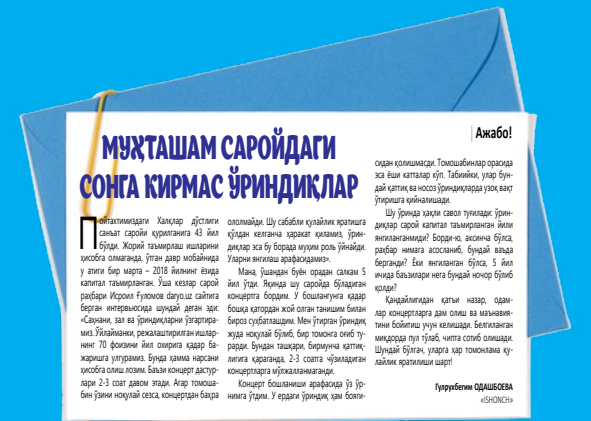 Ажабо!
МУҲТАШАМ САРОЙДАГИ
СОНГА КИРМАС ЎРИНДИҚЛАР
Пойтахтимиздаги Халқлар дўстлиги
санъат саройи қурилганига 43 йил
бўлди. Жорий таъмирлаш ишларини
ҳисобга олмаганда, ўтган давр мобайнида
у атиги бир марта – 2018 йилнинг ёзида
капитал таъмирланган. Ўша кезлар сарой
раҳбари Исроил Ғуломов daryo.uz сайтига
берган интервьюсида шундай деган эди:
«Саҳнани, зал ва ўриндиқларни ўзгартира-
миз. Ўйлайманки, режалаштирилган ишлар-
нинг 70 фоизини йил охирига қадар ба-
жаришга улгурамиз. Бунда ҳамма нарсани
ҳисобга олиш лозим. Баъзи концерт дастур-
лари 2-3 соат давом этади. Агар томоша-
бин ўзини ноқулай сезса, концертдан баҳра
ололмайди. Шу сабабли қулайлик яратишга
қўлдан келганча ҳаракат қиламиз, ўрин-
диқлар эса бу борада муҳим роль ўйнайди.
Уларни янгилаш арафасидамиз».
Мана, ўшандан буён орадан салкам 5
йил ўтди. Яқинда шу саройда бўладиган
концертга бордим. У бошлангунга қадар
бошқа қатордан жой олган танишим билан
бироз суҳбатлашдим. Мен ўтирган ўриндиқ
жуда ноқулай бўлиб, бир томонга оғиб ту-
рарди. Бундан ташқари, бирмунча қаттиқ-
лигига қараганда, 2-3 соатга чўзиладиган
концертларга мўлжалланмаганди.
Концерт бошланиши арафасида ўз ўр-
нимга ўтдим. У ердаги ўриндиқ ҳам бояги-
сидан қолишмасди. Томошабинлар орасида
эса ёши катталар кўп. Табиийки, улар бун-
дай қаттиқ ва носоз ўриндиқларда узоқ вақт
ўтиришга қийналишади.
Шу ўринда ҳақли савол туғилади: ўрин-
диқлар сарой капитал таъмирланган йили
янгиланганмиди? Борди-ю, аксинча бўлса,
раҳбар нимага асосланиб, бундай ваъда
берганди? Ёки янгиланган бўлса, 5 йил
ичида баъзилари нега бундай ночор бўлиб
қолди?
Қандайлигидан қатъи назар, одам-
лар концертларга дам олиш ва маънавия-
тини бойитиш учун келишади. Белгиланган
миқдорда пул тўлаб, чипта сотиб олишади.
Шундай бўлгач, уларга ҳар томонлама қу-
лайлик яратилиши шарт!
Гулрухбегим ОДАШБОЕВА
«ISHONCH»